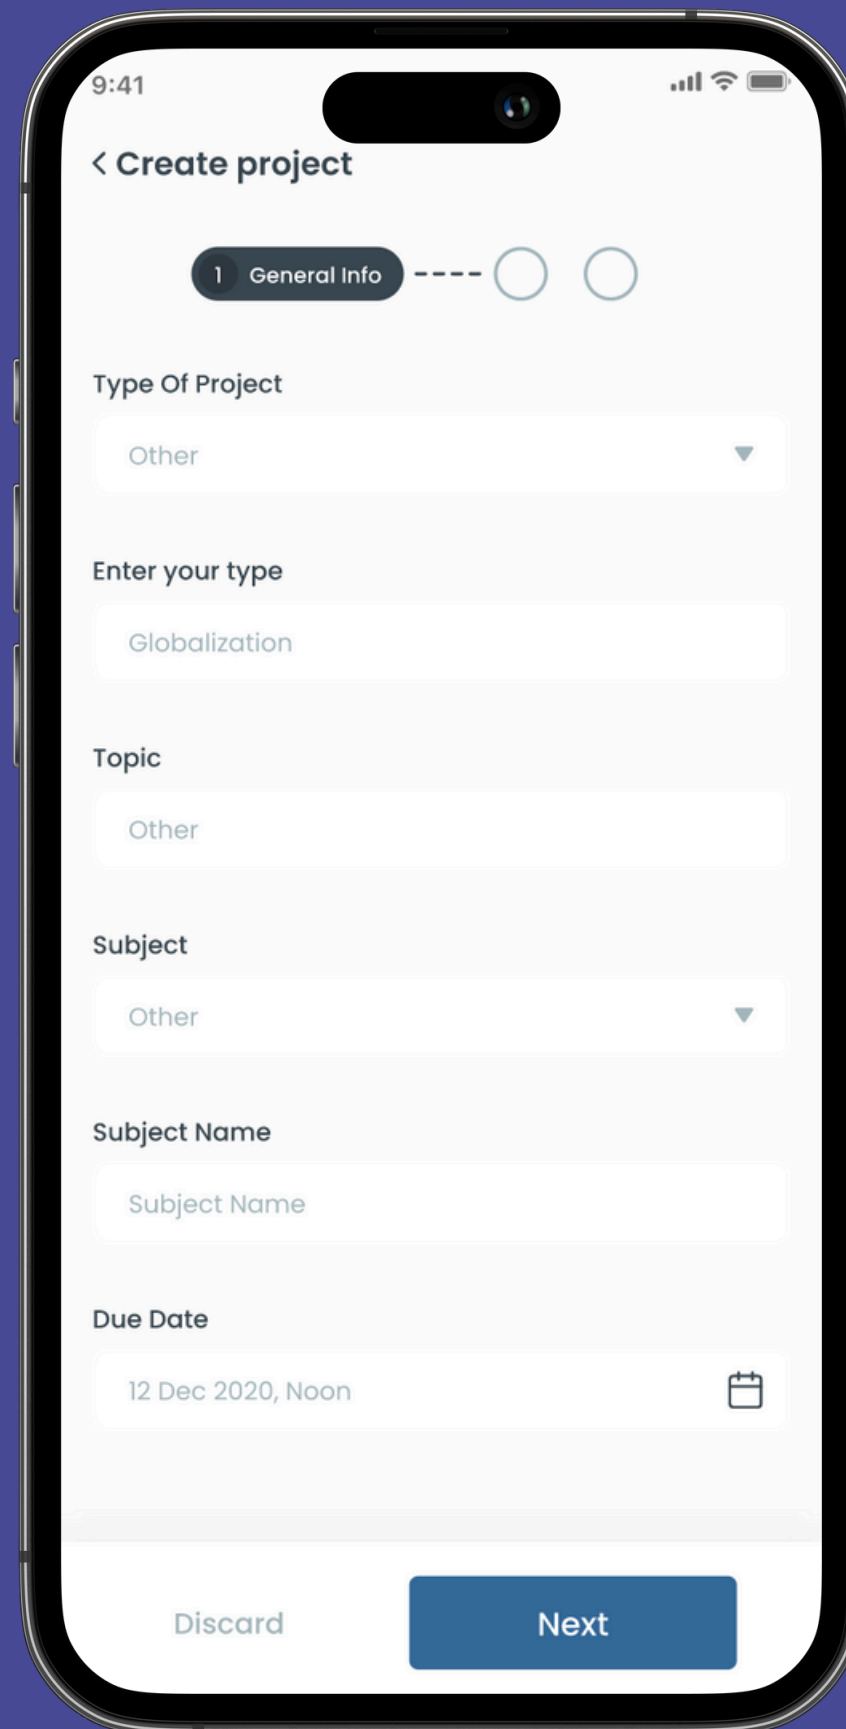 9:41
Create project
1 General Info
Type Of Project
Other
Enter your type
Globalization
Topic
Other
Subject
Other
Subject Name
Subject Name
Due Date
12 Dec 2020, Noon
Discard Next